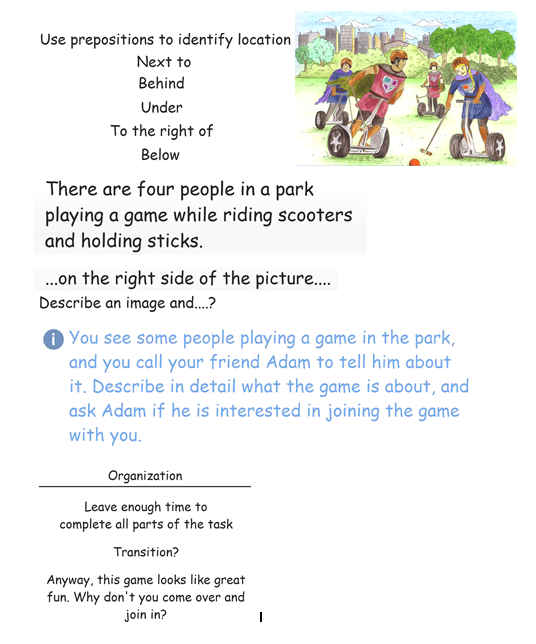 Use prepositions to identify location
Next to
Behind
Under
To the right of
Below
There are four people in a park
playing a game while riding scooters
and holding sticks.
...on the right side of the picture....
Describe an image and....?
i You see some people playing a game in the park,
and you call your friend Adam to tell him about
it. Describe in detail what the game is about, and
ask Adam if he is interested in joining the game
with you.
Organization
Leave enough time to
complete all parts of the task
Transition?
Anyway, this game looks like great
fun. Why don't you come over and
join in?